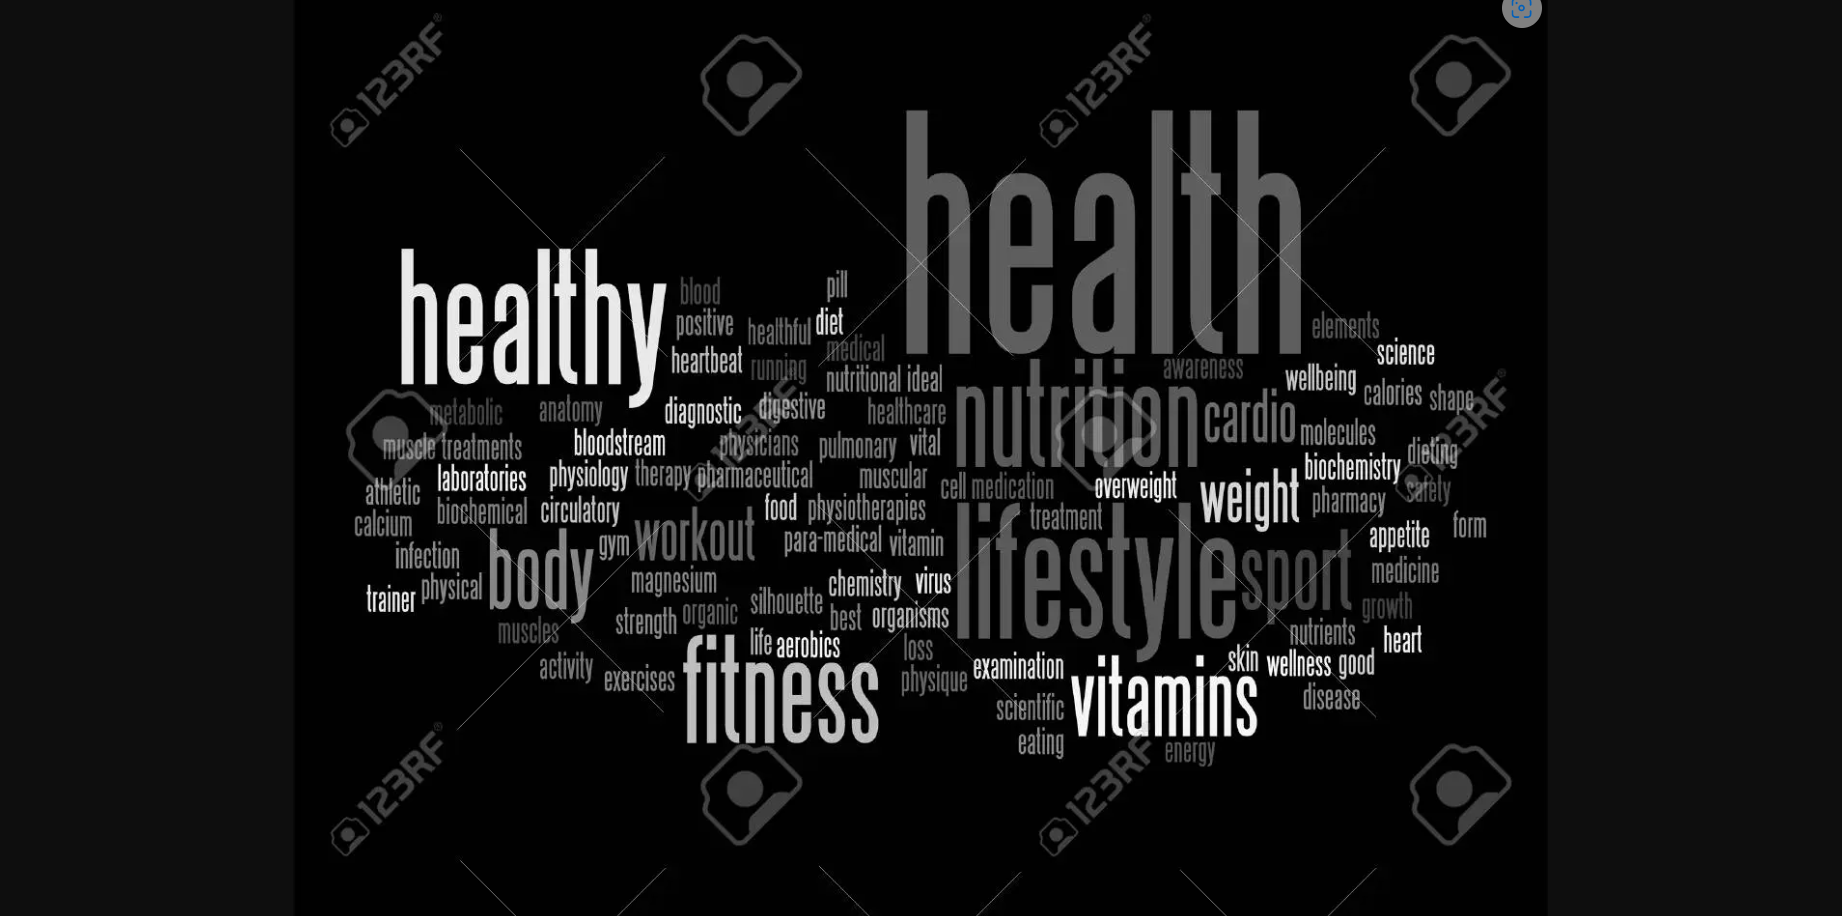 health
healthy
blood
pill
positive
healthful
diet
elements
heartbeat
running
medical
science
awareness
nutritional ideal
wellbeing
calories
shape
metabolic
anatomy
diagnostic
digestive
healthcare
nutrition
cardio
molecules
muscle treatments
bloodstream
physicians
pulmonary
vital
dieting
laboratories
physiology
therapy
pharmaceutical
muscular
biochemistry
athletic
cell medication
overweight
weight
pharmacy
safety
calcium
biochemical
circulatory
food
physiotherapies
treatment
form
infection
body
gym
workout
para-medical
vitamin
lifestyle
sport
appetite
trainer
physical
magnesium
chemistry
virus
medicine
muscles
strength
organic
silhouette
best
organisms
growth
life
aerobics
loss
nutrients
heart
activity
exercises
fitness
physique
examination
vitamins
skin
wellness
good
scientific
disease
eating
energy
123RF
123RF
123RF
123RF
123RF
123RF